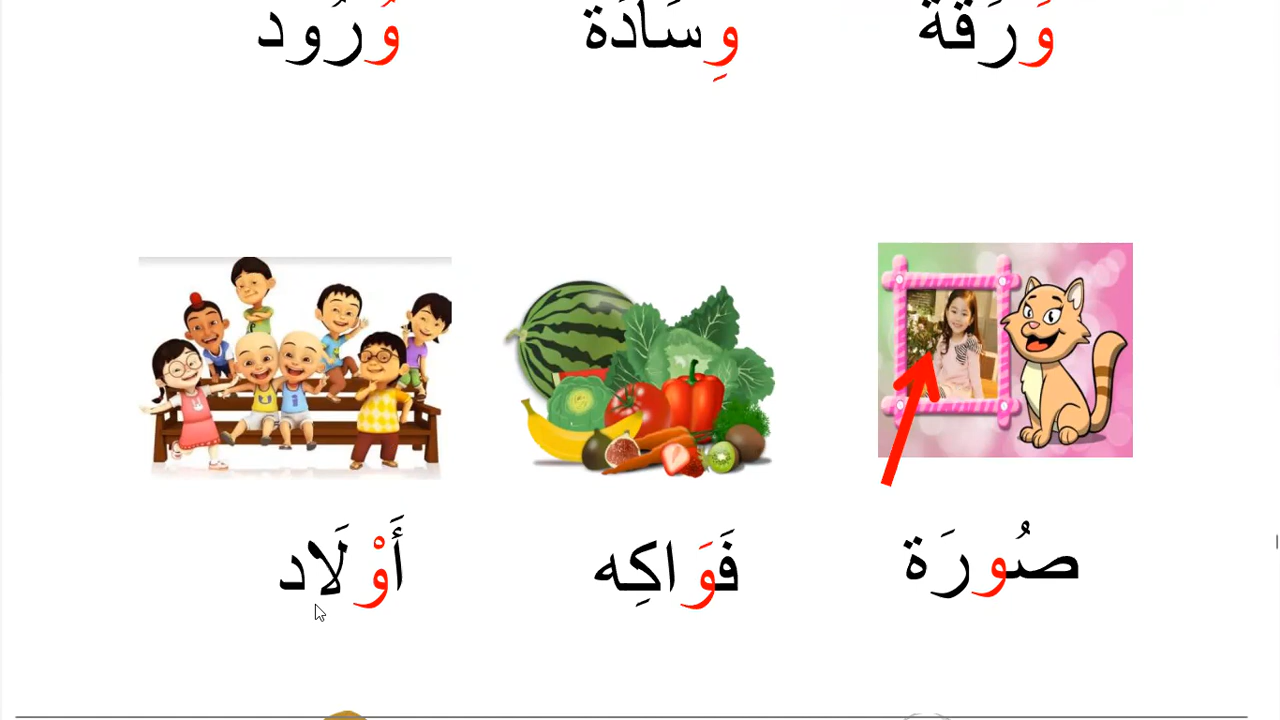 وَرَقَة وِسَادَة وُرُود
صُورَة فَوَاكِه أَوْلَاد